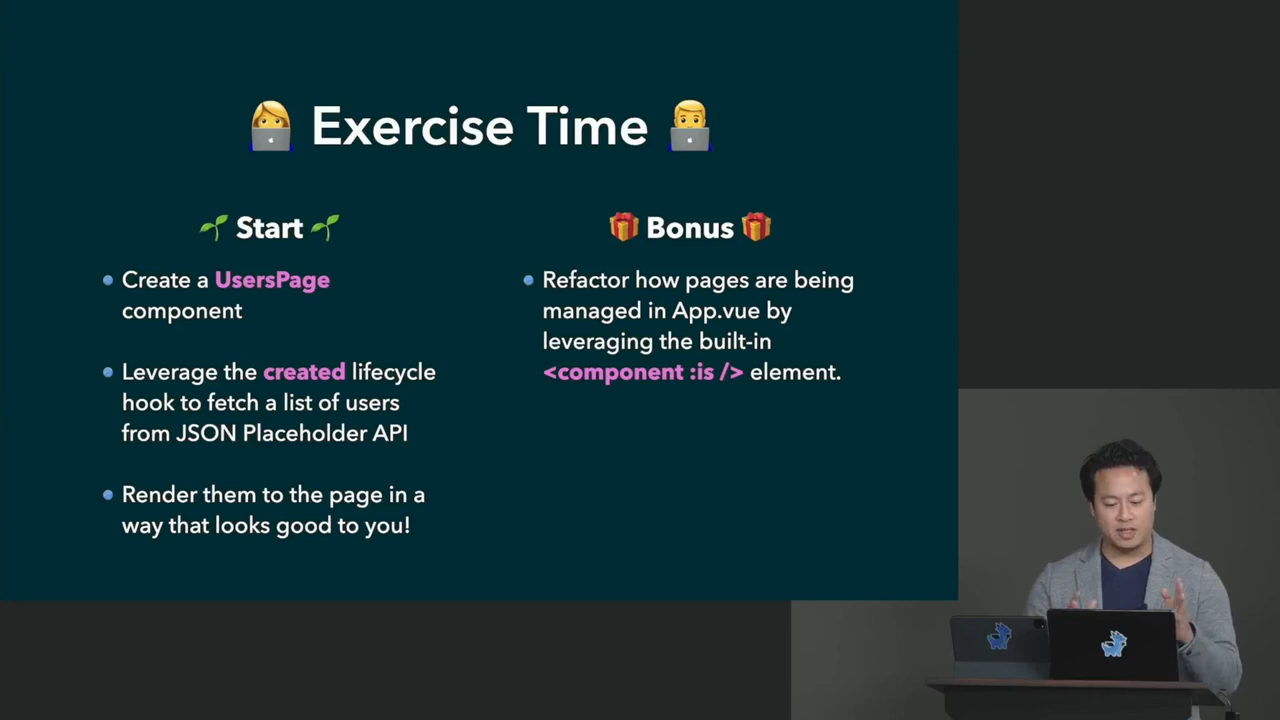 Exercise Time
Start
Create a UsersPage
component
Leverage the created lifecycle
hook to fetch a list of users
from JSON Placeholder API
Render them to the page in a
way that looks good to you!
Bonus
Refactor how pages are being
managed in App.vue by
leveraging the built-in
<component :is /> element.